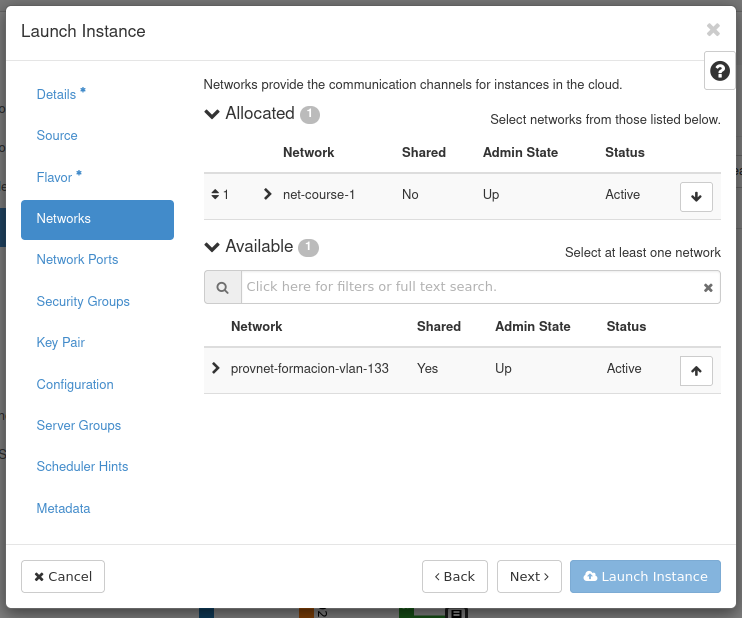 Launch Instance
Networks provide the communication channels for instances in the cloud.
Details *
Source
Flavor *
Networks
Network Ports
Security Groups
Key Pair
Configuration
Server Groups
Scheduler Hints
Metadata
Allocated 1
Select networks from those listed below.
Network Shared Admin State Status
1 net-course-1 No Up Active
Available 1
Select at least one network
Click here for filters or full text search.
Network Shared Admin State Status
provnet-formacion-vlan-133 Yes Up Active
Cancel
Back
Next
Launch Instance